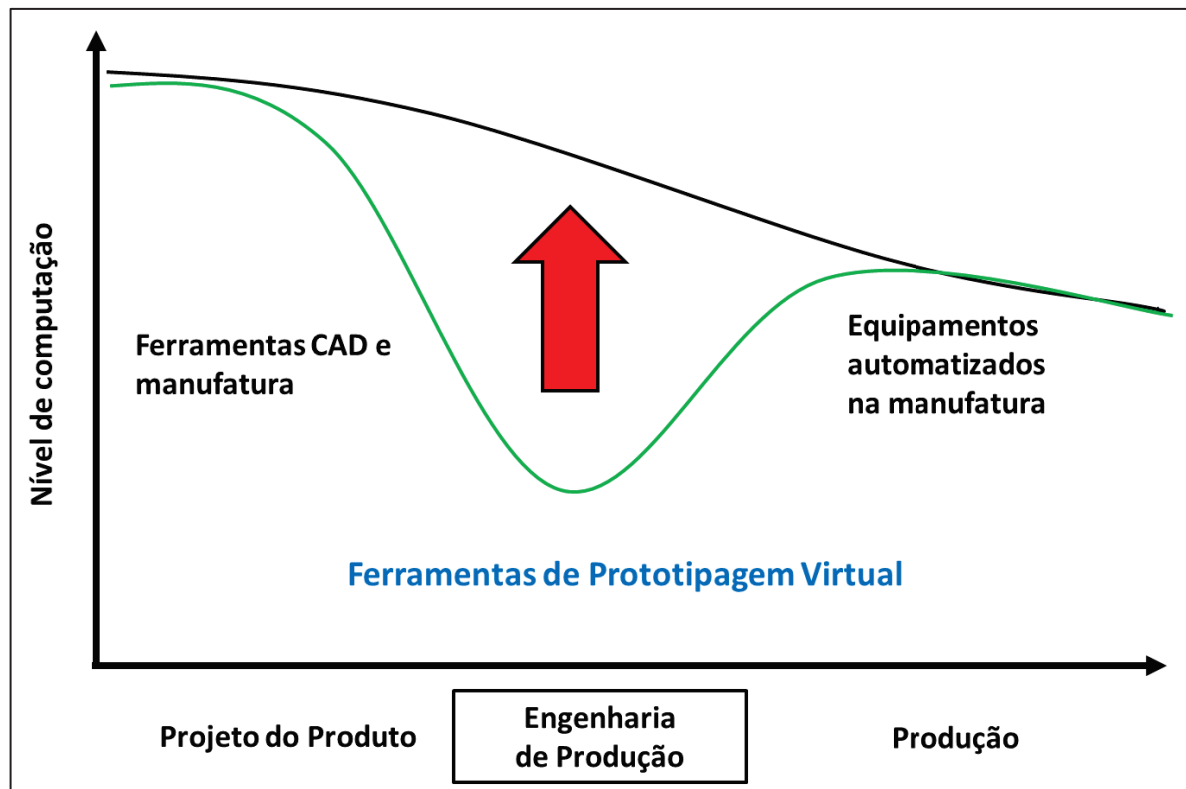 Nível de computação
Ferramentas CAD e
manufatura
Equipamentos
automatizados
na manufatura
Ferramentas de Prototipagem Virtual
Projeto do Produto
Engenharia
de Produção
Produção